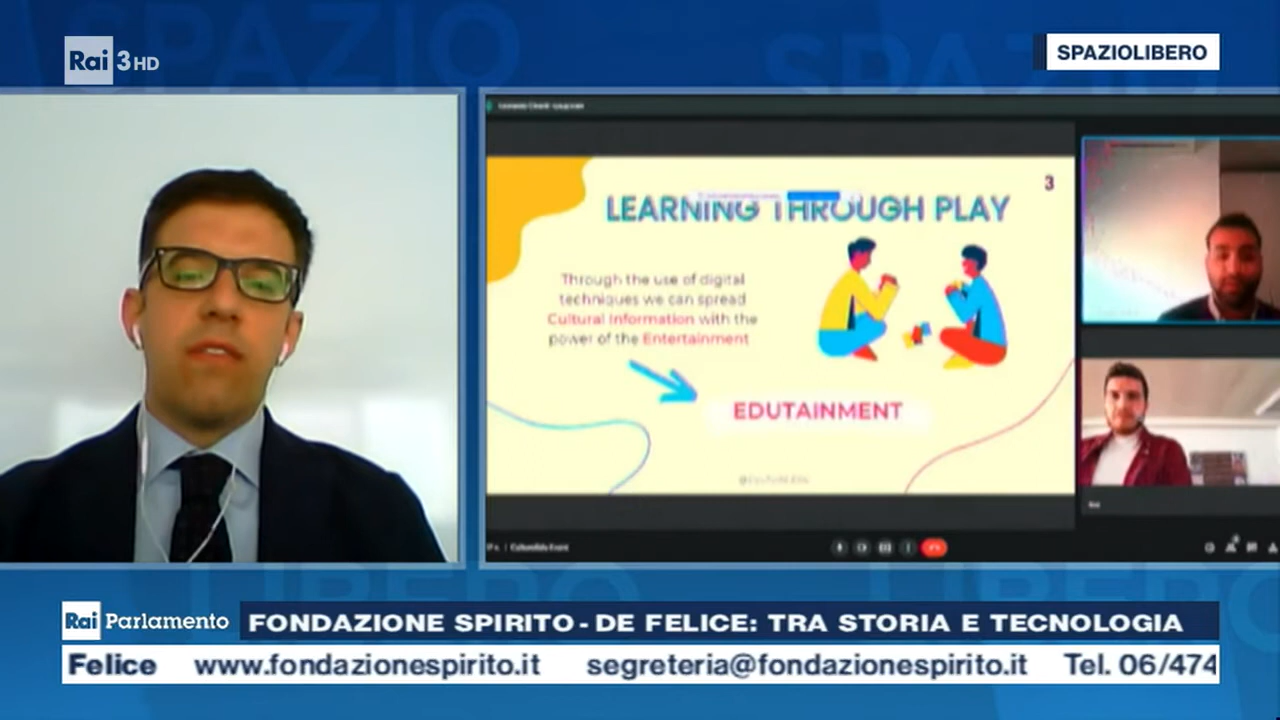 Rai 3HD
SPAZIOLIBERO
SPAZIO
LIBERO
3
LEARNING THROUGH PLAY
Through the use of digital
techniques we can spread
Cultural Information with the
power of the Entertainment
EDUTAINMENT
Rai Parlamento
FONDAZIONE SPIRITO - DE FELICE: TRA STORIA E TECNOLOGIA
Felice www.fondazionespirito.it segreteria@fondazionespirito.it Tel. 06/474